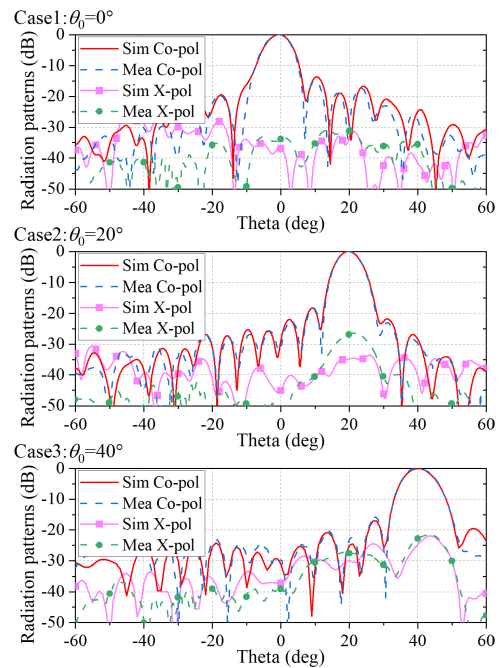 Case1:θ₀=0°
Radiation patterns (dB)
0
-10
-20
-30
-40
-50
Sim Co-pol
Mea Co-pol
Sim X-pol
Mea X-pol
-60 -40 -20 0 20 40 60
Theta (deg)
Case2:θ₀=20°
Radiation patterns (dB)
0
-10
-20
-30
-40
-50
Sim Co-pol
Mea Co-pol
Sim X-pol
Mea X-pol
-60 -40 -20 0 20 40 60
Theta (deg)
Case3:θ₀=40°
Radiation patterns (dB)
0
-10
-20
-30
-40
-50
Sim Co-pol
Mea Co-pol
Sim X-pol
Mea X-pol
-60 -40 -20 0 20 40 60
Theta (deg)